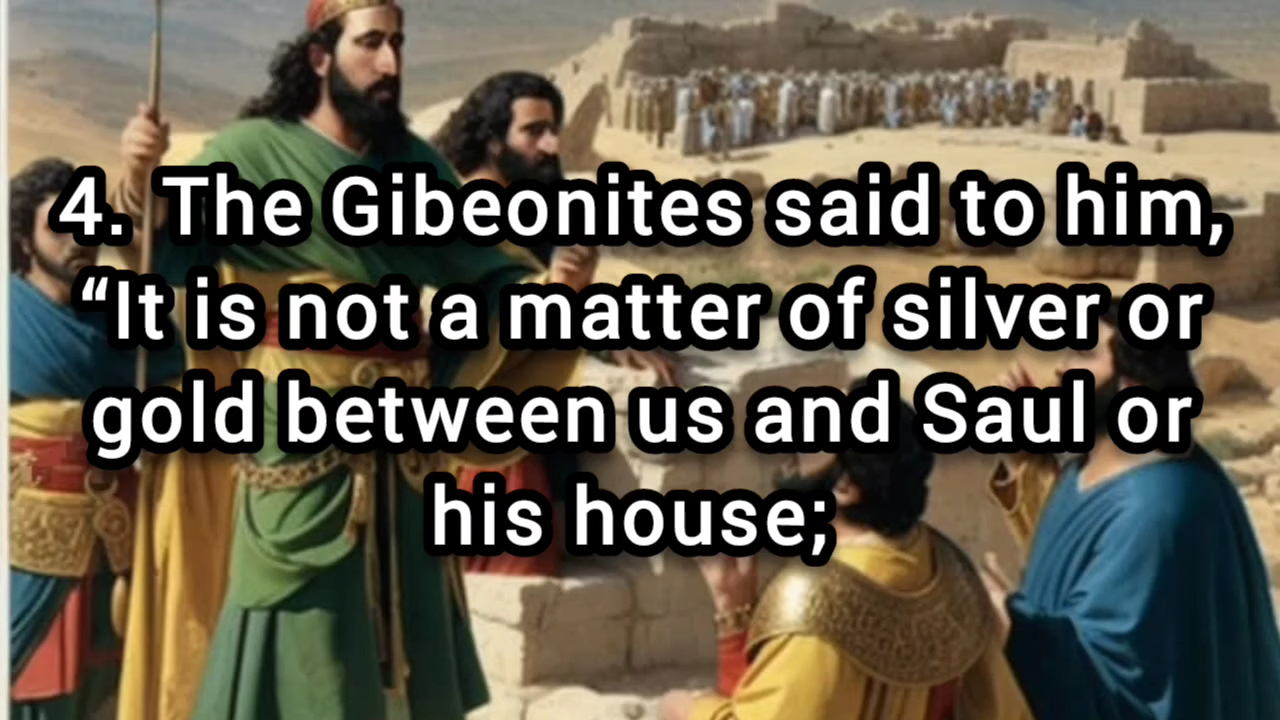 4. The Gibeonites said to him,
“It is not a matter of silver or
gold between us and Saul or
his house;